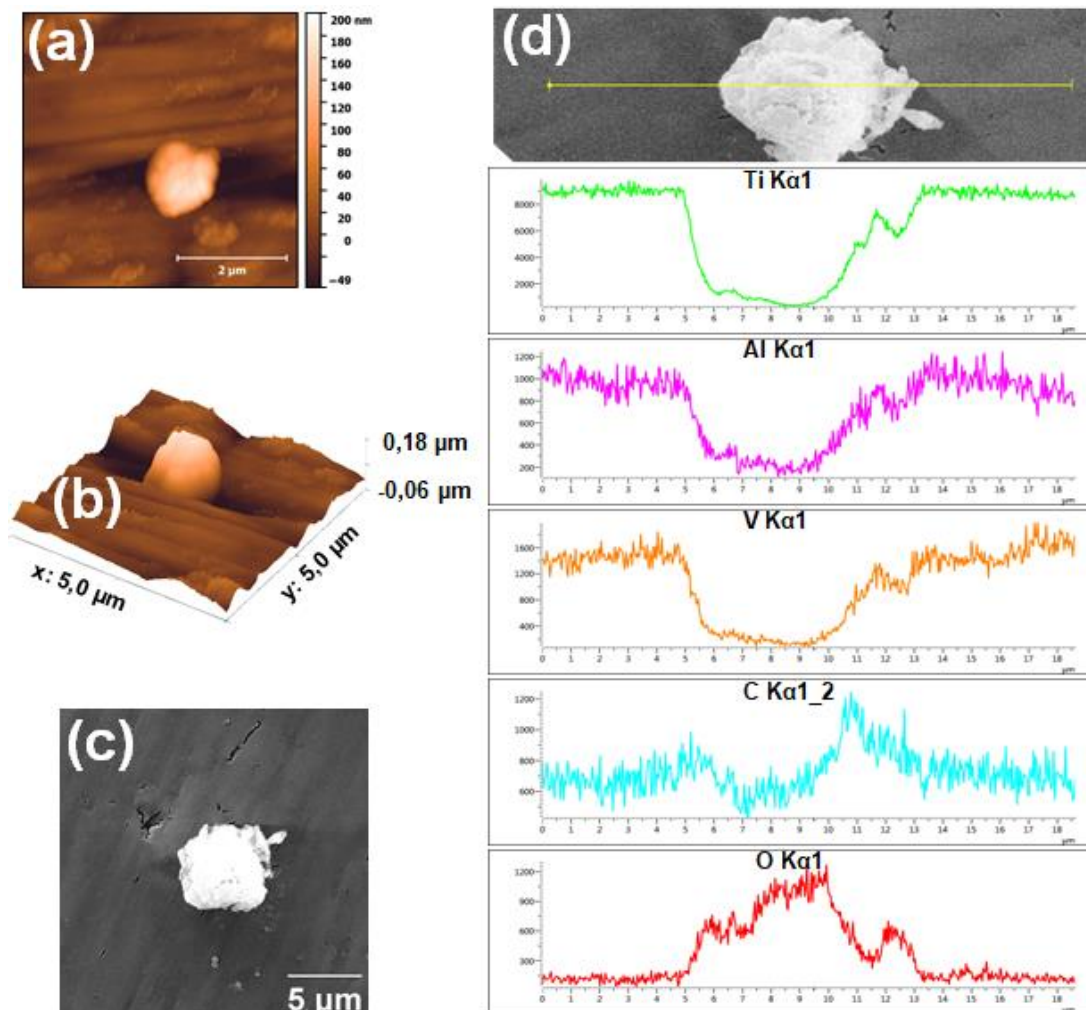 (a)
200 nm
180
160
140
120
100
80
60
40
20
0
−49
2 µm
(b)
0,18 µm
-0,06 µm
x: 5,0 µm
y: 5,0 µm
(c)
5 µm
(d)
Ti Kα1
8000
6000
4000
2000
0 1 2 3 4 5 6 7 8 9 10 11 12 13 14 15 16 17 18
µm
Al Kα1
1200
1000
800
600
400
200
0 1 2 3 4 5 6 7 8 9 10 11 12 13 14 15 16 17 18
µm
V Kα1
1600
1200
800
400
0 1 2 3 4 5 6 7 8 9 10 11 12 13 14 15 16 17 18
µm
C Kα1_2
1200
1000
800
600
0 1 2 3 4 5 6 7 8 9 10 11 12 13 14 15 16 17 18
µm
O Kα1
1200
900
600
300
0 1 2 3 4 5 6 7 8 9 10 11 12 13 14 15 16 17 18
µm